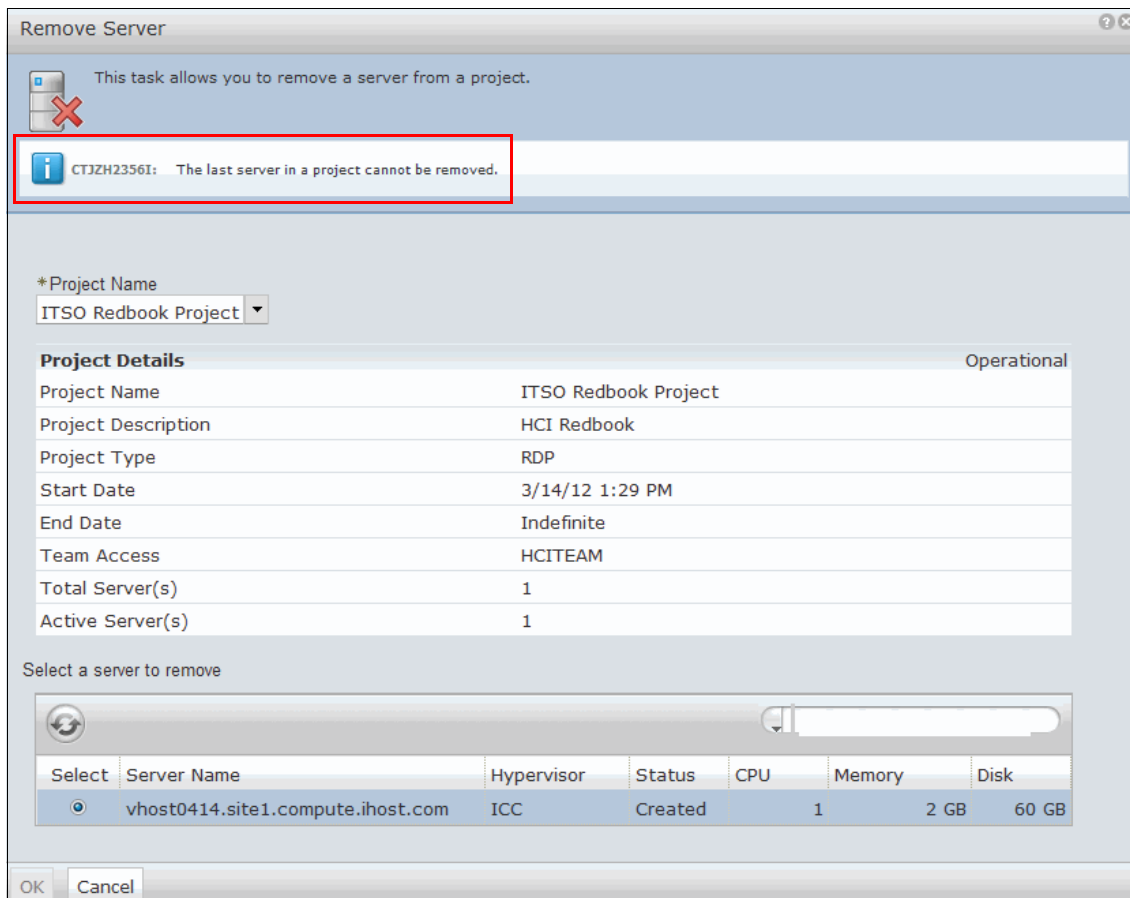 Remove Server
This task allows you to remove a server from a project.
CTJZH2356I: The last server in a project cannot be removed.
*Project Name
ITSO Redbook Project
Project Details Operational
Project Name ITSO Redbook Project
Project Description HCI Redbook
Project Type RDP
Start Date 3/14/12 1:29 PM
End Date Indefinite
Team Access HCITEAM
Total Server(s) 1
Active Server(s) 1
Select a server to remove
Select Server Name Hypervisor Status CPU Memory Disk
vhost0414.site1.compute.ihost.com ICC Created 1 2 GB 60 GB
OK Cancel